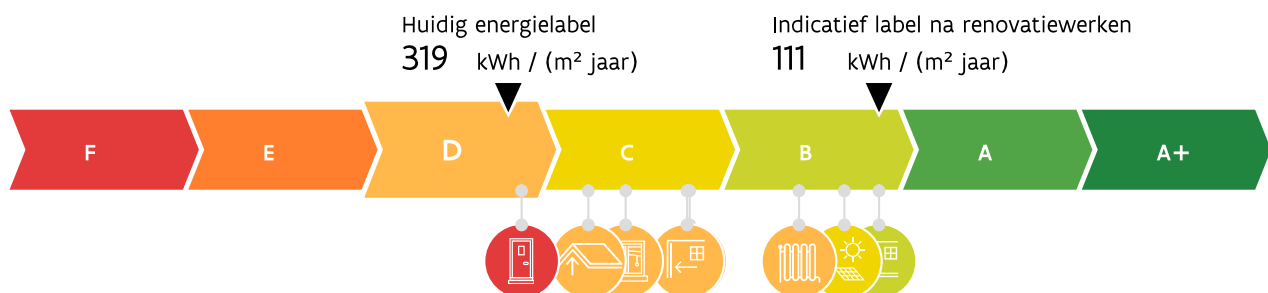 Huidig energielabel
319 kWh / (m² jaar)
Indicatief label na renovatiewerken
111 kWh / (m² jaar)
F E D C B A A+